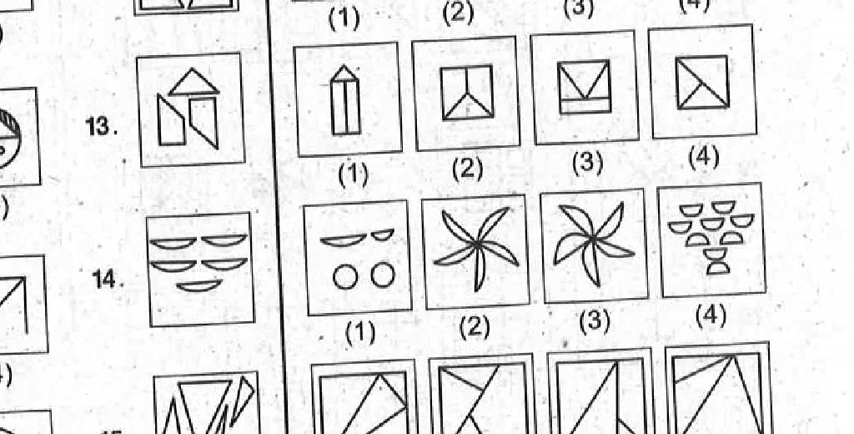 (1) (2) (3) (4)
13.
(1) (2) (3) (4)
14.
(1) (2) (3) (4)